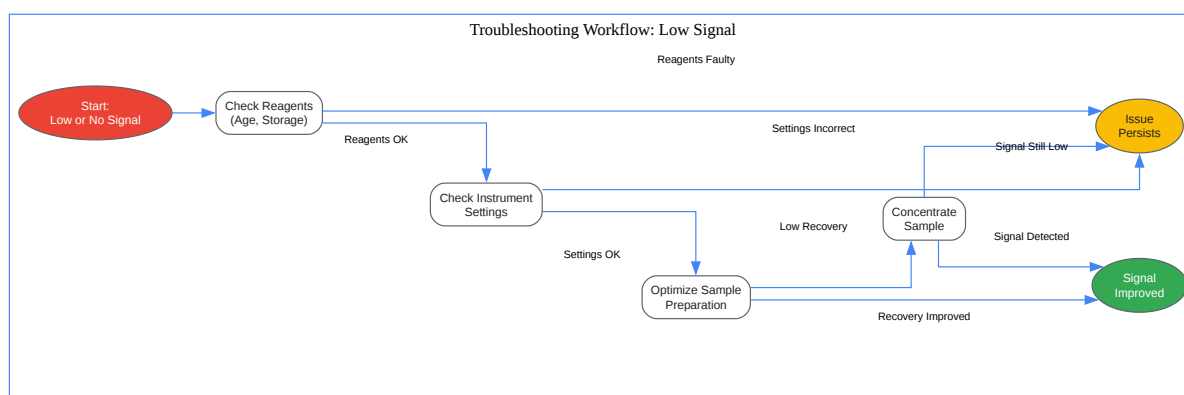 Troubleshooting Workflow: Low Signal
Reagents Faulty
Start:
Low or No Signal
Check Reagents
(Age, Storage)
Issue
Persists
Settings Incorrect
Reagents OK
Signal Still Low
Check Instrument
Settings
Concentrate
Sample
Low Recovery
Signal Detected
Settings OK
Signal
Improved
Optimize Sample
Preparation
Recovery Improved